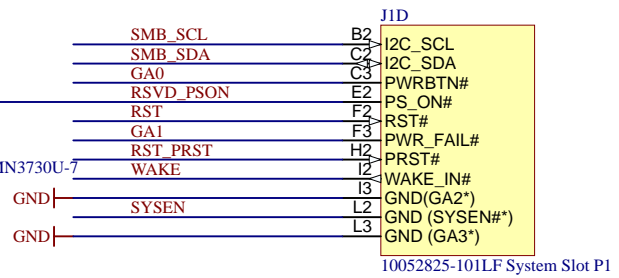 J1D
SMB_SCL B2 I2C_SCL
SMB_SDA C2 I2C_SDA
GA0 C3 PWRBTN#
RSVD_PSON E2 PS_ON#
RST F2 RST#
GA1 F3 PWR_FAIL#
RST_PRST H2 PRST#
MN3730U-7 WAKE I2 WAKE_IN#
GND I3 GND(GA2*)
SYSEN L2 GND (SYSEN#*)
GND L3 GND (GA3*)
10052825-101LF System Slot P1